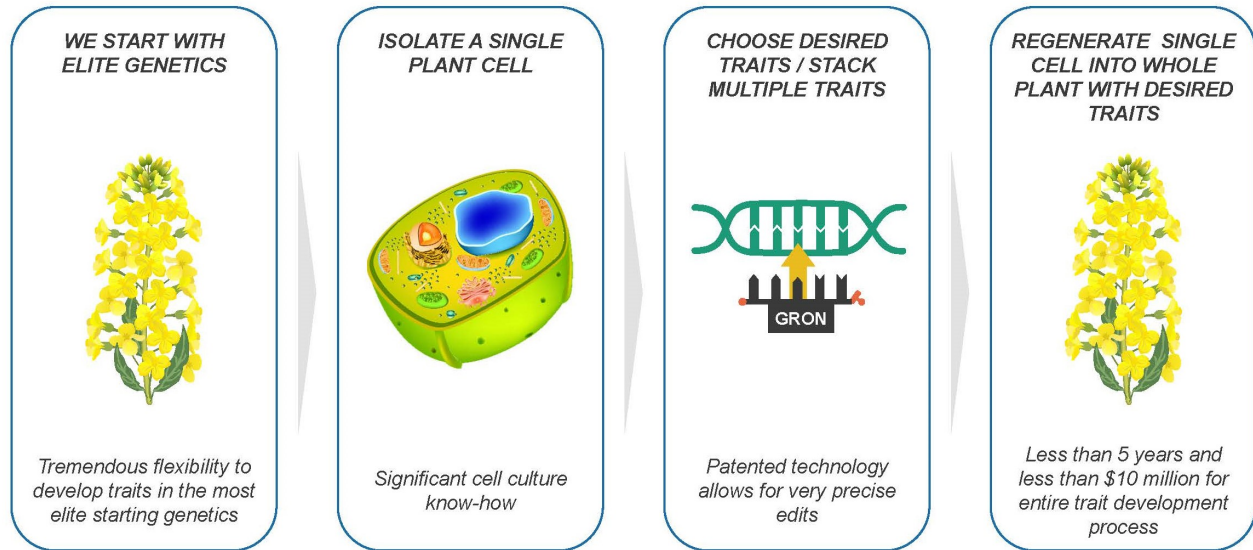 WE START WITH
ELITE GENETICS
Tremendous flexibility to
develop traits in the most
elite starting genetics
ISOLATE A SINGLE
PLANT CELL
Significant cell culture
know-how
CHOOSE DESIRED
TRAITS / STACK
MULTIPLE TRAITS
GRON
Patented technology
allows for very precise
edits
REGENERATE SINGLE
CELL INTO WHOLE
PLANT WITH DESIRED
TRAITS
Less than 5 years and
less than $10 million for
entire trait development
process